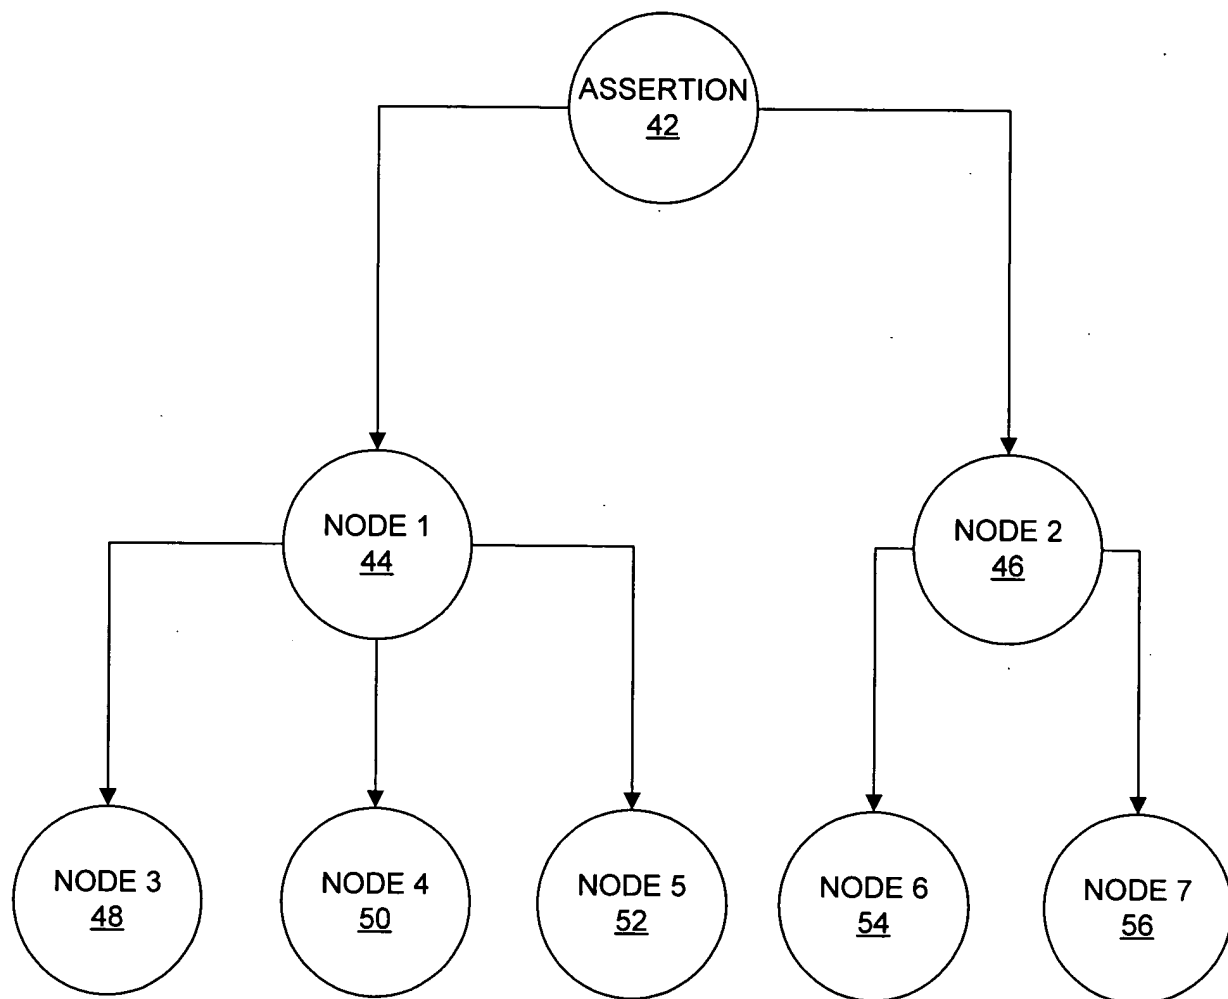 ASSERTION
42
NODE 1
44
NODE 2
46
NODE 3
48
NODE 4
50
NODE 5
52
NODE 6
54
NODE 7
56